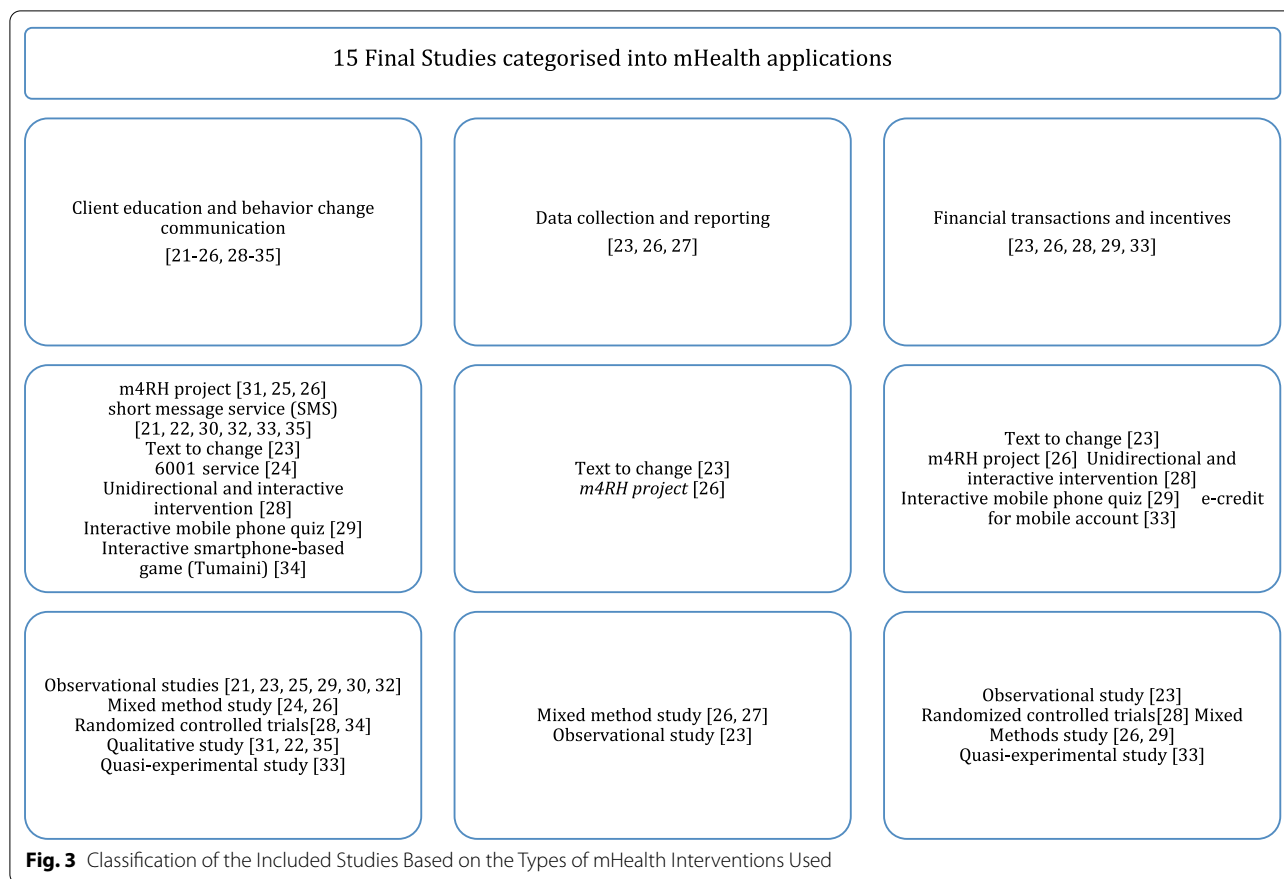 15 Final Studies categorised into mHealth applications
Client education and behavior change
communication
[21-26, 28-35]
Data collection and reporting
[23, 26, 27]
Financial transactions and incentives
[23, 26, 28, 29, 33]
m4RH project [31, 25, 26]
short message service (SMS)
[21, 22, 30, 32, 33, 35]
Text to change [23]
6001 service [24]
Unidirectional and interactive
intervention [28]
Interactive mobile phone quiz [29]
Interactive smartphone-based
game (Tumaini) [34]
Text to change [23]
m4RH project [26]
Text to change [23]
m4RH project [26] Unidirectional and
interactive intervention [28]
Interactive mobile phone quiz [29] e-credit
for mobile account [33]
Observational studies [21, 23, 25, 29, 30, 32]
Mixed method study [24, 26]
Randomized controlled trials[28, 34]
Qualitative study [31, 22, 35]
Quasi-experimental study [33]
Mixed method study [26, 27]
Observational study [23]
Observational study [23]
Randomized controlled trials[28] Mixed
Methods study [26, 29]
Quasi-experimental study [33]
Fig. 3 Classification of the Included Studies Based on the Types of mHealth Interventions Used